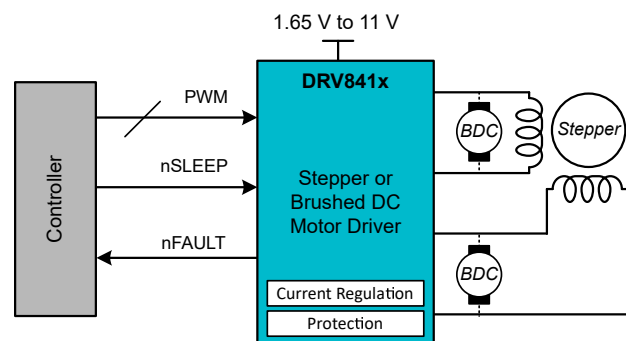 1.65 V to 11 V
DRV841x
PWM
nSLEEP
nFAULT
Controller
Stepper or
Brushed DC
Motor Driver
Current Regulation
Protection
BDC
Stepper
BDC